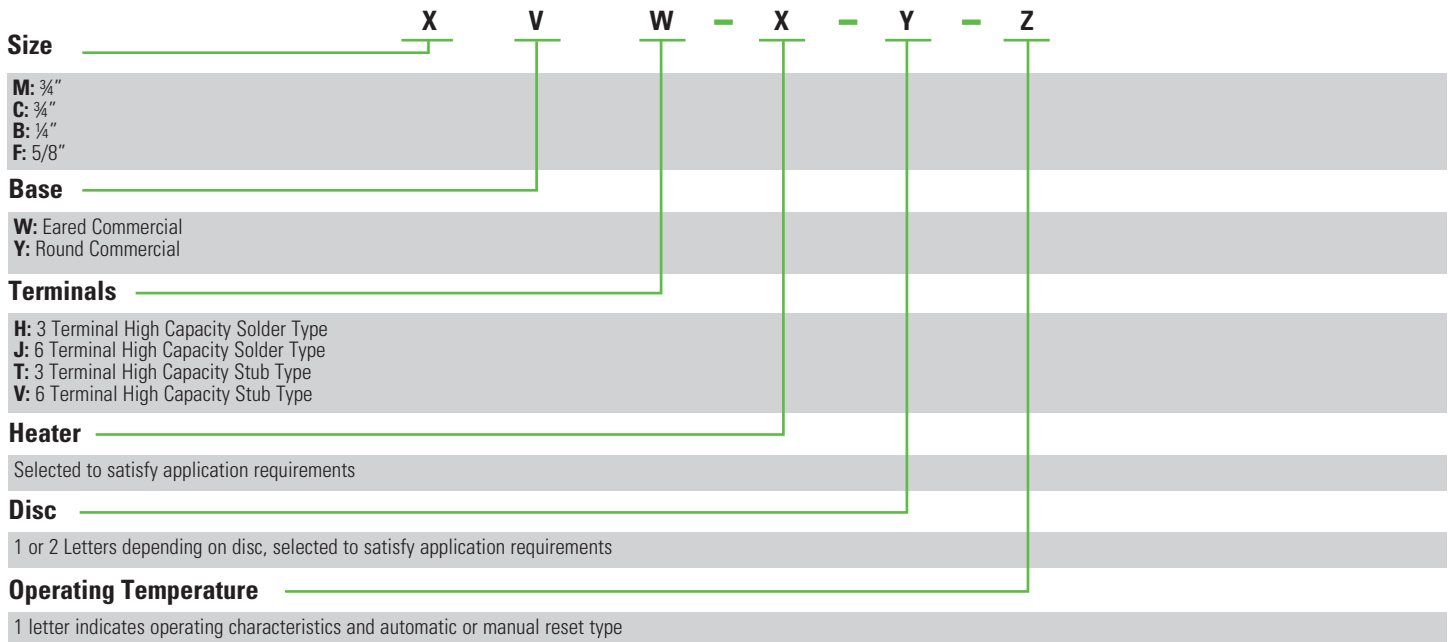 X V W – X – Y – Z
Size
M: ¾”
C: ¾”
B: ¼”
F: 5/8”
Base
W: Eared Commercial
Y: Round Commercial
Terminals
H: 3 Terminal High Capacity Solder Type
J: 6 Terminal High Capacity Solder Type
T: 3 Terminal High Capacity Stub Type
V: 6 Terminal High Capacity Stub Type
Heater
Selected to satisfy application requirements
Disc
1 or 2 Letters depending on disc, selected to satisfy application requirements
Operating Temperature
1 letter indicates operating characteristics and automatic or manual reset type